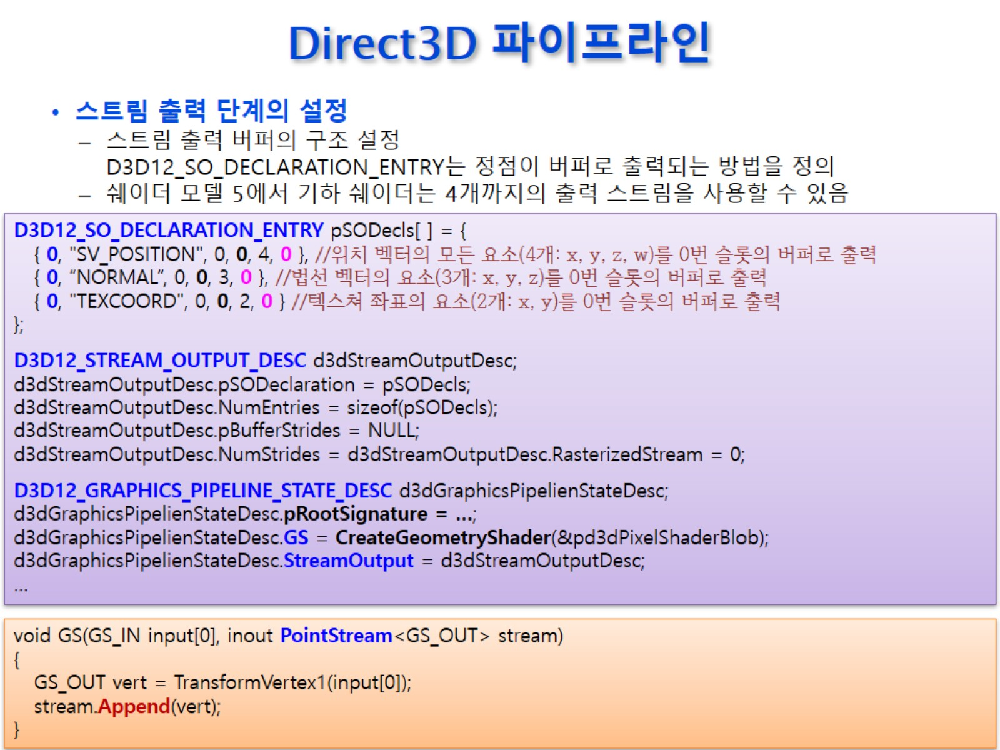 Direct3D 파이프라인
• 스트림 출력 단계의 설정
– 스트림 출력 버퍼의 구조 설정
D3D12_SO_DECLARATION_ENTRY는 정점이 버퍼로 출력되는 방법을 정의
– 쉐이더 모델 5에서 기하 쉐이더는 4개까지의 출력 스트림을 사용할 수 있음
D3D12_SO_DECLARATION_ENTRY pSODecls[ ] = {
{ 0, "SV_POSITION", 0, 0, 4, 0 }, //위치 벡터의 모든 요소(4개: x, y, z, w)를 0번 슬롯의 버퍼로 출력
{ 0, “NORMAL”, 0, 0, 3, 0 }, //법선 벡터의 요소(3개: x, y, z)를 0번 슬롯의 버퍼로 출력
{ 0, "TEXCOORD", 0, 0, 2, 0 } //텍스쳐 좌표의 요소(2개: x, y)를 0번 슬롯의 버퍼로 출력
};
D3D12_STREAM_OUTPUT_DESC d3dStreamOutputDesc;
d3dStreamOutputDesc.pSODeclaration = pSODecls;
d3dStreamOutputDesc.NumEntries = sizeof(pSODecls);
d3dStreamOutputDesc.pBufferStrides = NULL;
d3dStreamOutputDesc.NumStrides = d3dStreamOutputDesc.RasterizedStream = 0;
D3D12_GRAPHICS_PIPELINE_STATE_DESC d3dGraphicsPipelienStateDesc;
d3dGraphicsPipelienStateDesc.pRootSignature = ...;
d3dGraphicsPipelienStateDesc.GS = CreateGeometryShader(&pd3dPixelShaderBlob);
d3dGraphicsPipelienStateDesc.StreamOutput = d3dStreamOutputDesc;
...
void GS(GS_IN input[0], inout PointStream<GS_OUT> stream)
{
GS_OUT vert = TransformVertex1(input[0]);
stream.Append(vert);
}